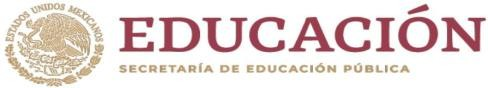 ESTADOS UNIDOS MEXICANOS
EDUCACIÓN
SECRETARÍA DE EDUCACIÓN PÚBLICA